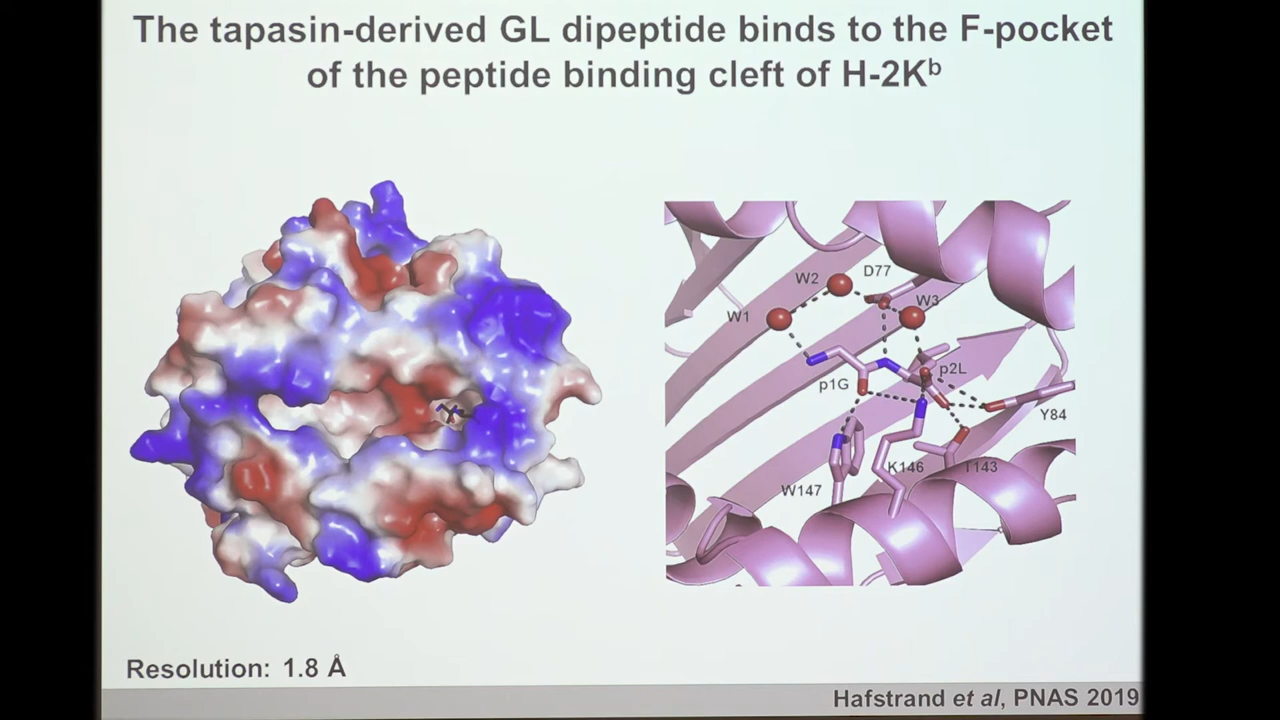 The tapasin-derived GL dipeptide binds to the F-pocket
of the peptide binding cleft of H-2Kᵇ
W2
D77
W1
W3
p1G
p2L
Y84
K146
T143
W147
Resolution: 1.8 Å
Hafstrand et al, PNAS 2019